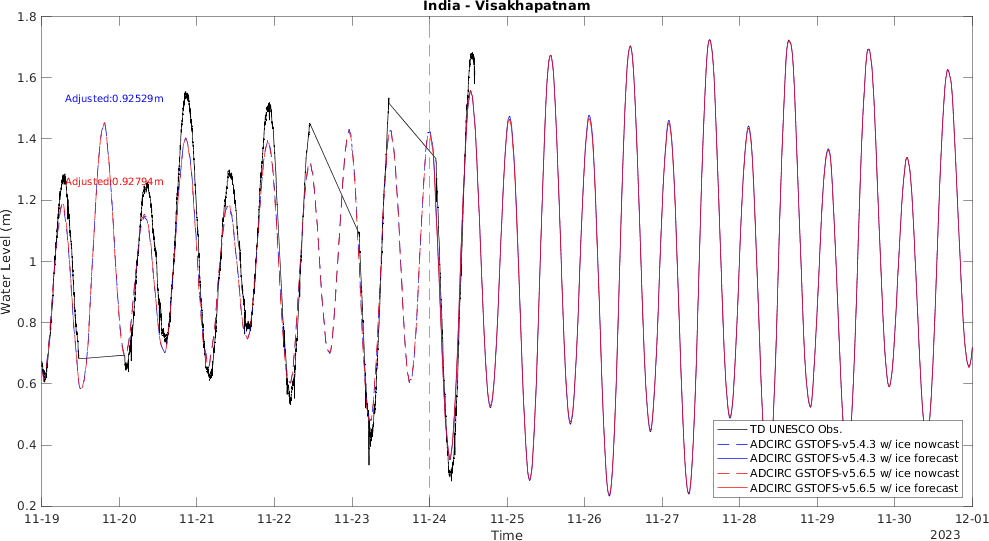 India - Visakhapatnam
1.8
1.6
1.4
1.2
1
0.8
0.6
0.4
0.2
Water Level (m)
Adjusted:0.92529m
Adjusted:0.92794m
TD UNESCO Obs.
ADCIRC GSTOFS-v5.4.3 w/ ice nowcast
ADCIRC GSTOFS-v5.4.3 w/ ice forecast
ADCIRC GSTOFS-v5.6.5 w/ ice nowcast
ADCIRC GSTOFS-v5.6.5 w/ ice forecast
11-19 11-20 11-21 11-22 11-23 11-24 11-25 11-26 11-27 11-28 11-29 11-30 12-01
Time
2023